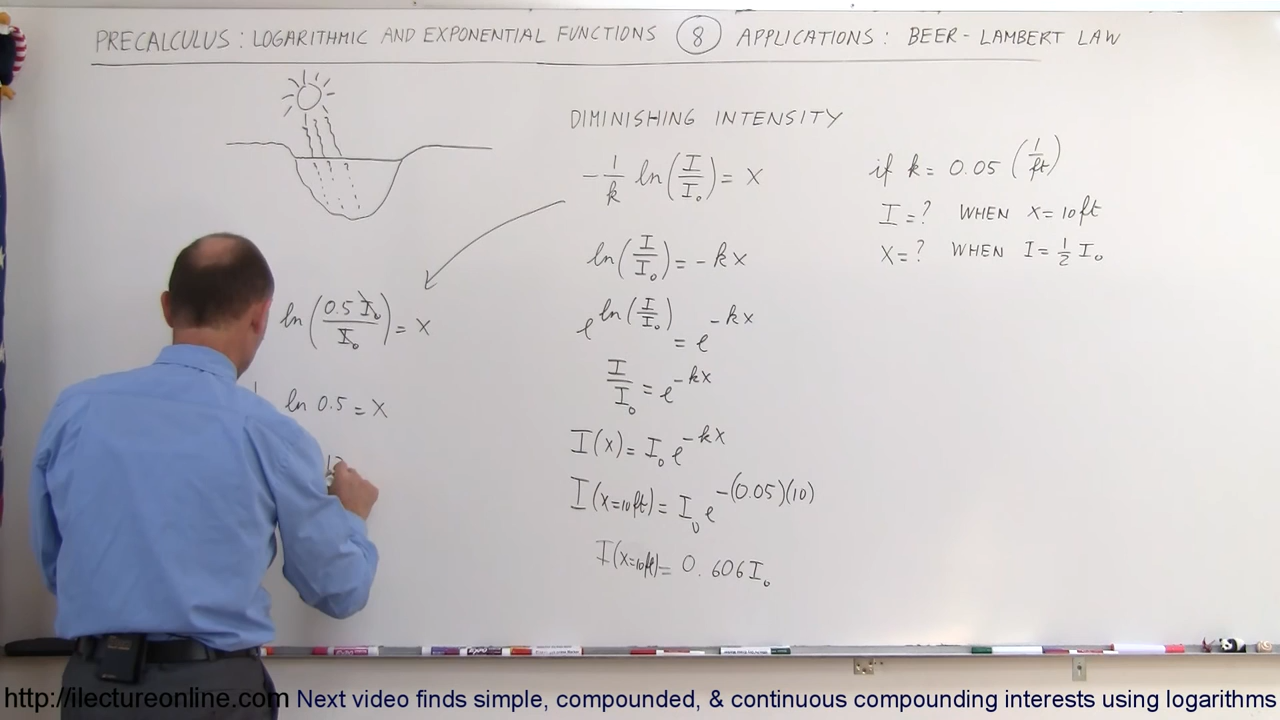 PRECALCULUS: LOGARITHMIC AND EXPONENTIAL FUNCTIONS 8 APPLICATIONS: BEER-LAMBERT LAW
DIMINISHING INTENSITY
-1/k ln(I/I₀) = X
ln(I/I₀) = -kX
e^ln(I/I₀) = e^-kX
I/I₀ = e^-kX
I(x) = I₀e^-kX
I(x=10ft) = I₀e^-(0.05)(10)
I(x=10ft) = 0.606I₀
if k = 0.05 (1/ft)
I = ? WHEN X = 10ft
X = ? WHEN I = 1/2 I₀
ln(0.5 I₀/I₀) = X
ln 0.5 = X
http://ilectureonline.com Next video finds simple, compounded, & continuous compounding interests using logarithms